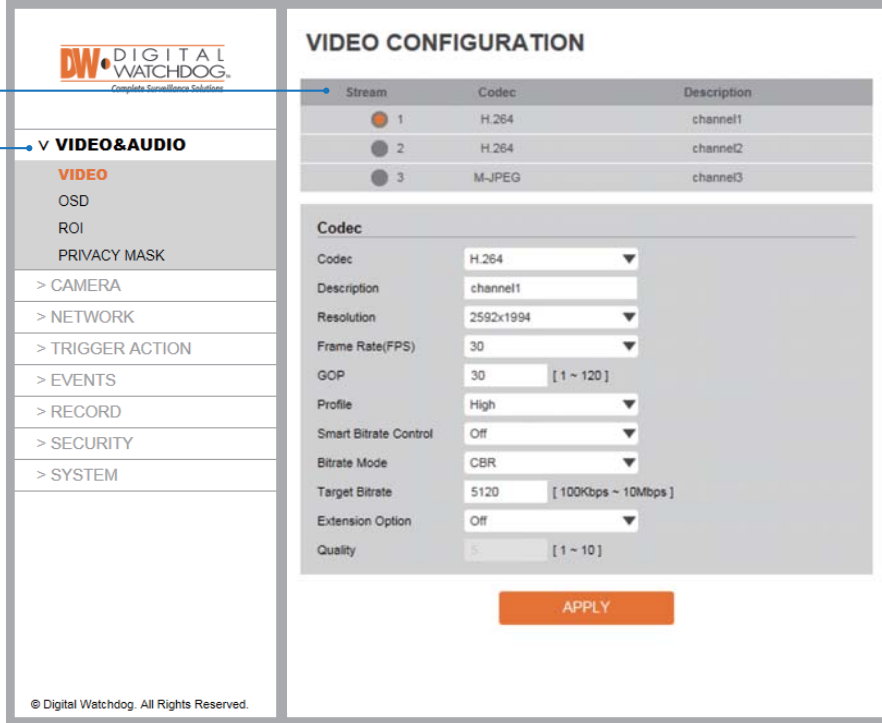 DW DIGITAL
WATCHDOG®
Complete Surveillance Solutions
v VIDEO&AUDIO
VIDEO
OSD
ROI
PRIVACY MASK
> CAMERA
> NETWORK
> TRIGGER ACTION
> EVENTS
> RECORD
> SECURITY
> SYSTEM
© Digital Watchdog. All Rights Reserved.
VIDEO CONFIGURATION
Stream Codec Description
1 H.264 channel1
2 H.264 channel2
3 M-JPEG channel3
Codec
Codec H.264
Description channel1
Resolution 2592x1994
Frame Rate(FPS) 30
GOP 30 [ 1 ~ 120 ]
Profile High
Smart Bitrate Control Off
Bitrate Mode CBR
Target Bitrate 5120 [ 100Kbps ~ 10Mbps ]
Extension Option Off
Quality 5 [ 1 ~ 10 ]
APPLY